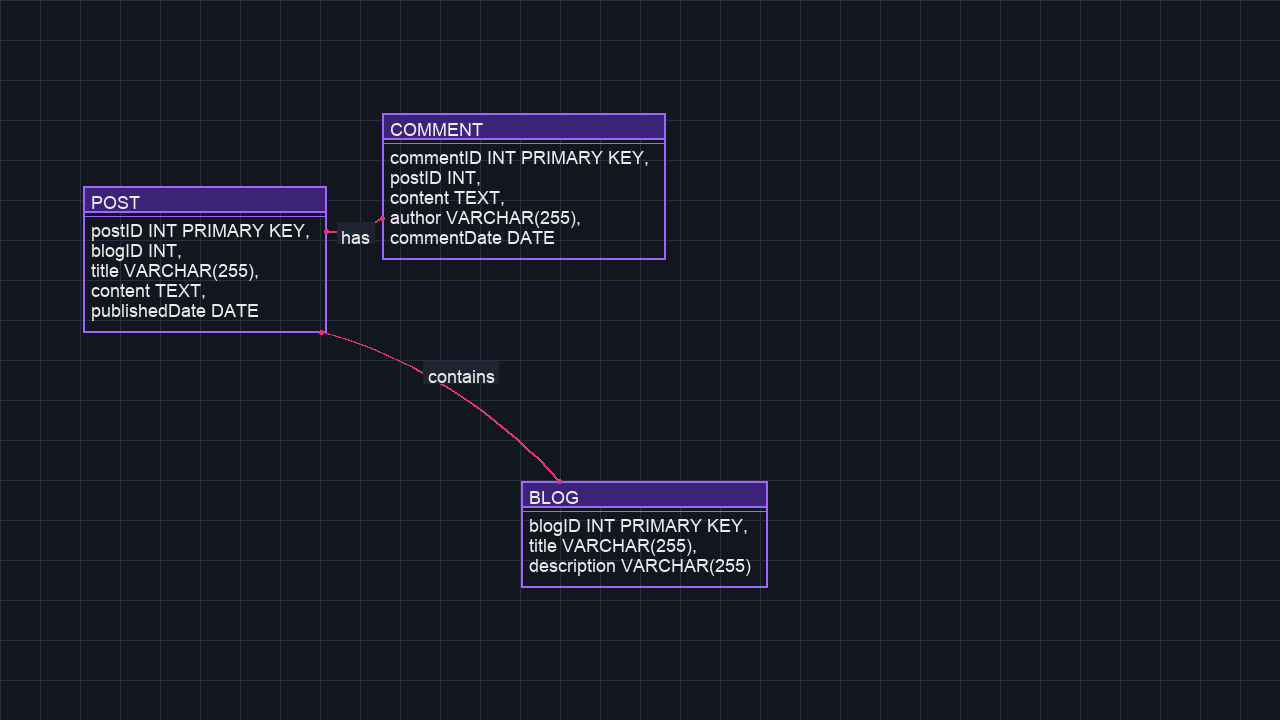 COMMENT
commentID INT PRIMARY KEY,
postID INT,
content TEXT,
author VARCHAR(255),
commentDate DATE
POST
postID INT PRIMARY KEY,
blogID INT,
title VARCHAR(255),
content TEXT,
publishedDate DATE
has
contains
BLOG
blogID INT PRIMARY KEY,
title VARCHAR(255),
description VARCHAR(255)